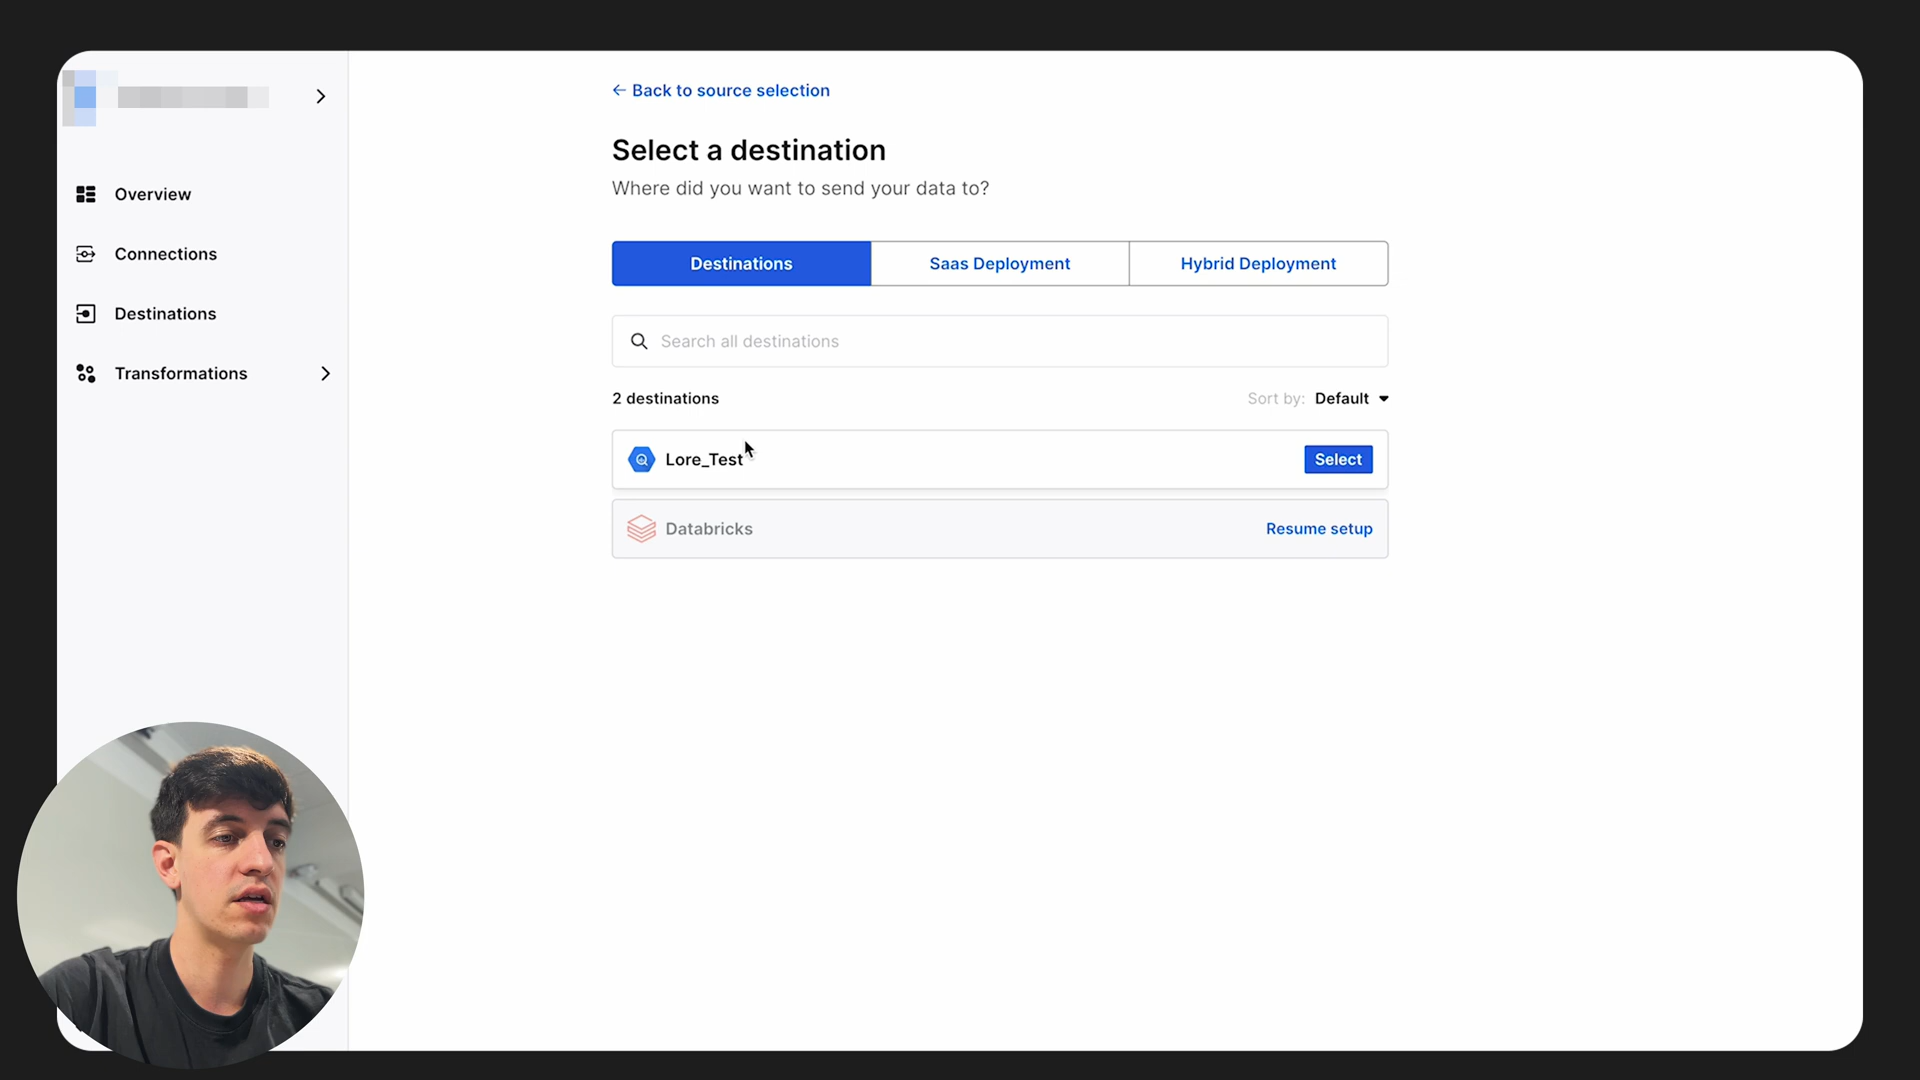 Overview
Connections
Destinations
Transformations
← Back to source selection
Select a destination
Where did you want to send your data to?
Destinations
Saas Deployment
Hybrid Deployment
Search all destinations
2 destinations
Sort by: Default
Lore_Test
Select
Databricks
Resume setup